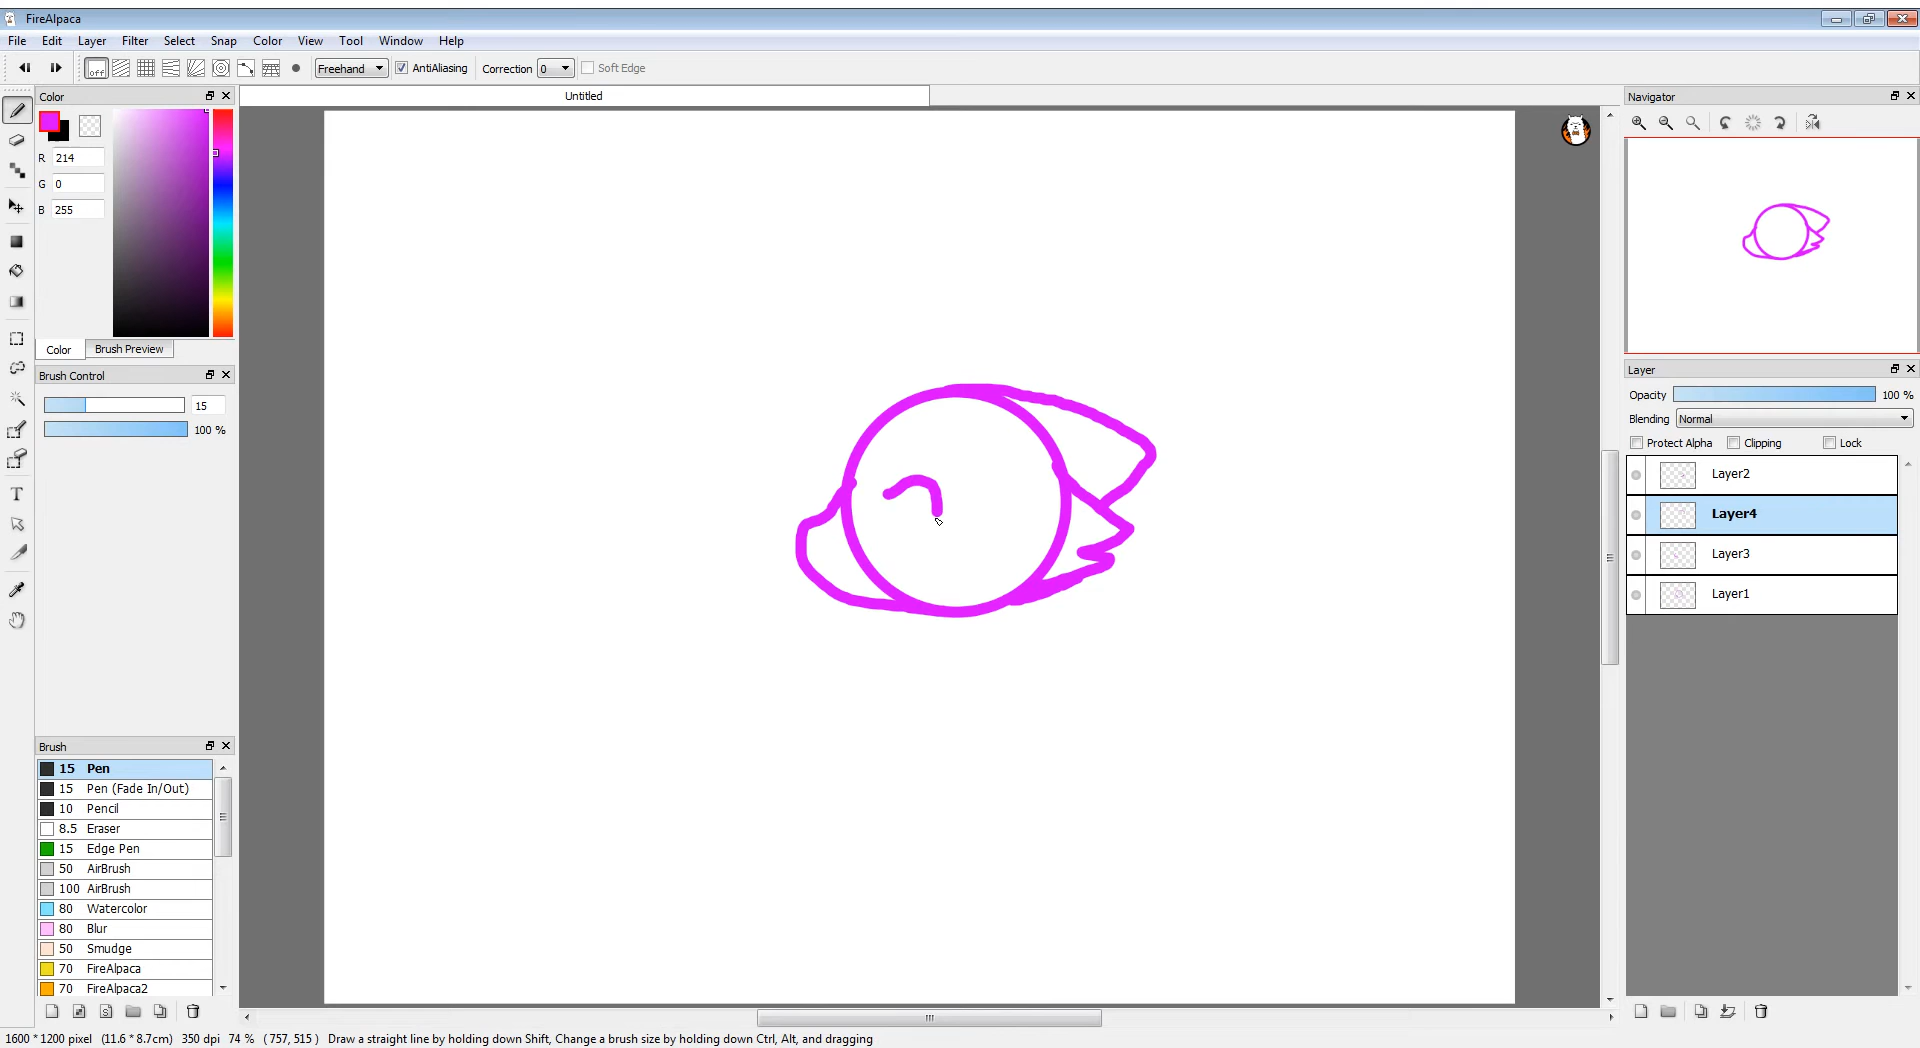 FireAlpaca
File Edit Layer Filter Select Snap Color View Tool Window Help
off Freehand AntiAliasing Correction 0 Soft Edge
Color
Untitled
Navigator
R 214
G 0
B 255
Color Brush Preview
Brush Control
15
100 %
Layer
Opacity 100 %
Blending Normal
Protect Alpha Clipping Lock
Layer2
Layer4
Layer3
Layer1
Brush
15 Pen
15 Pen (Fade In/Out)
10 Pencil
8.5 Eraser
15 Edge Pen
50 AirBrush
100 AirBrush
80 Watercolor
80 Blur
50 Smudge
70 FireAlpaca
70 FireAlpaca2
1600 * 1200 pixel (11.6 * 8.7cm) 350 dpi 74 % ( 757, 515 ) Draw a straight line by holding down Shift, Change a brush size by holding down Ctrl, Alt, and dragging